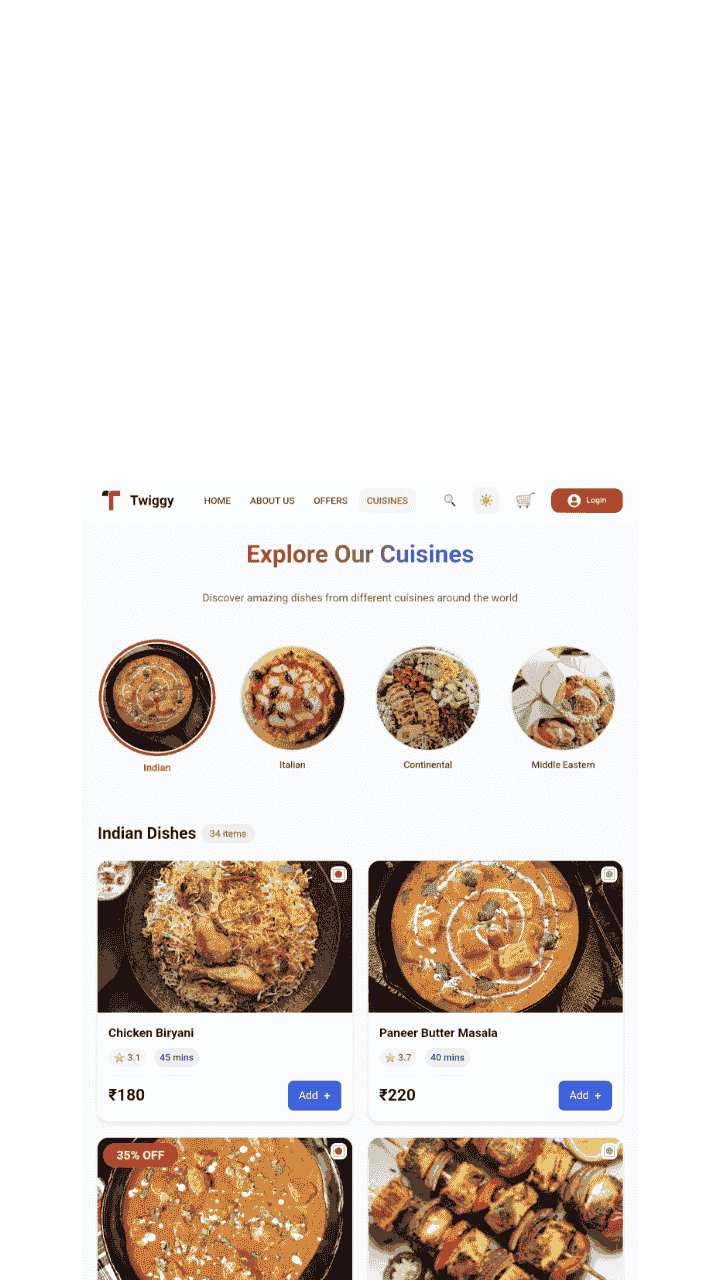 Twiggy HOME ABOUT US OFFERS CUISINES Login
Explore Our Cuisines
Discover amazing dishes from different cuisines around the world
Indian Italian Continental Middle Eastern
Indian Dishes 34 items
Chicken Biryani
3.1 45 mins
₹180 Add +
Paneer Butter Masala
3.7 40 mins
₹220 Add +
35% OFF